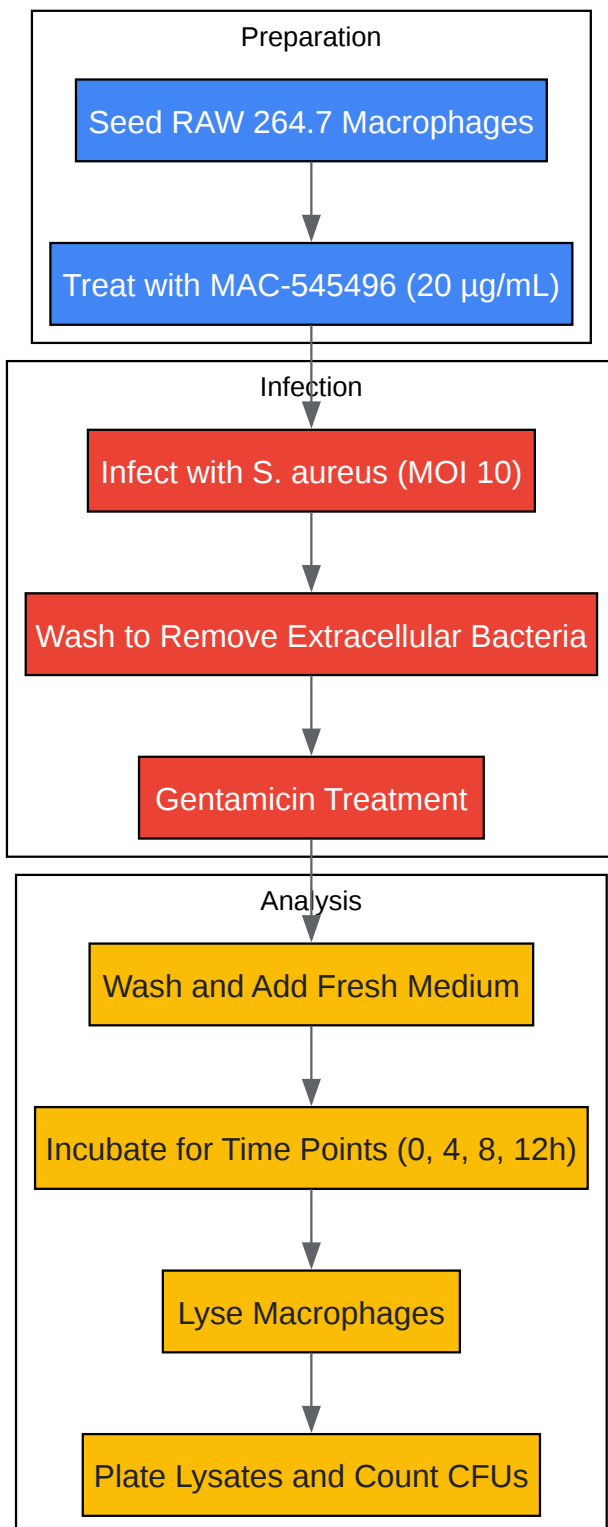 Preparation
Seed RAW 264.7 Macrophages
Treat with MAC-545496 (20 µg/mL)
Infection
Infect with S. aureus (MOI 10)
Wash to Remove Extracellular Bacteria
Gentamicin Treatment
Analysis
Wash and Add Fresh Medium
Incubate for Time Points (0, 4, 8, 12h)
Lyse Macrophages
Plate Lysates and Count CFUs